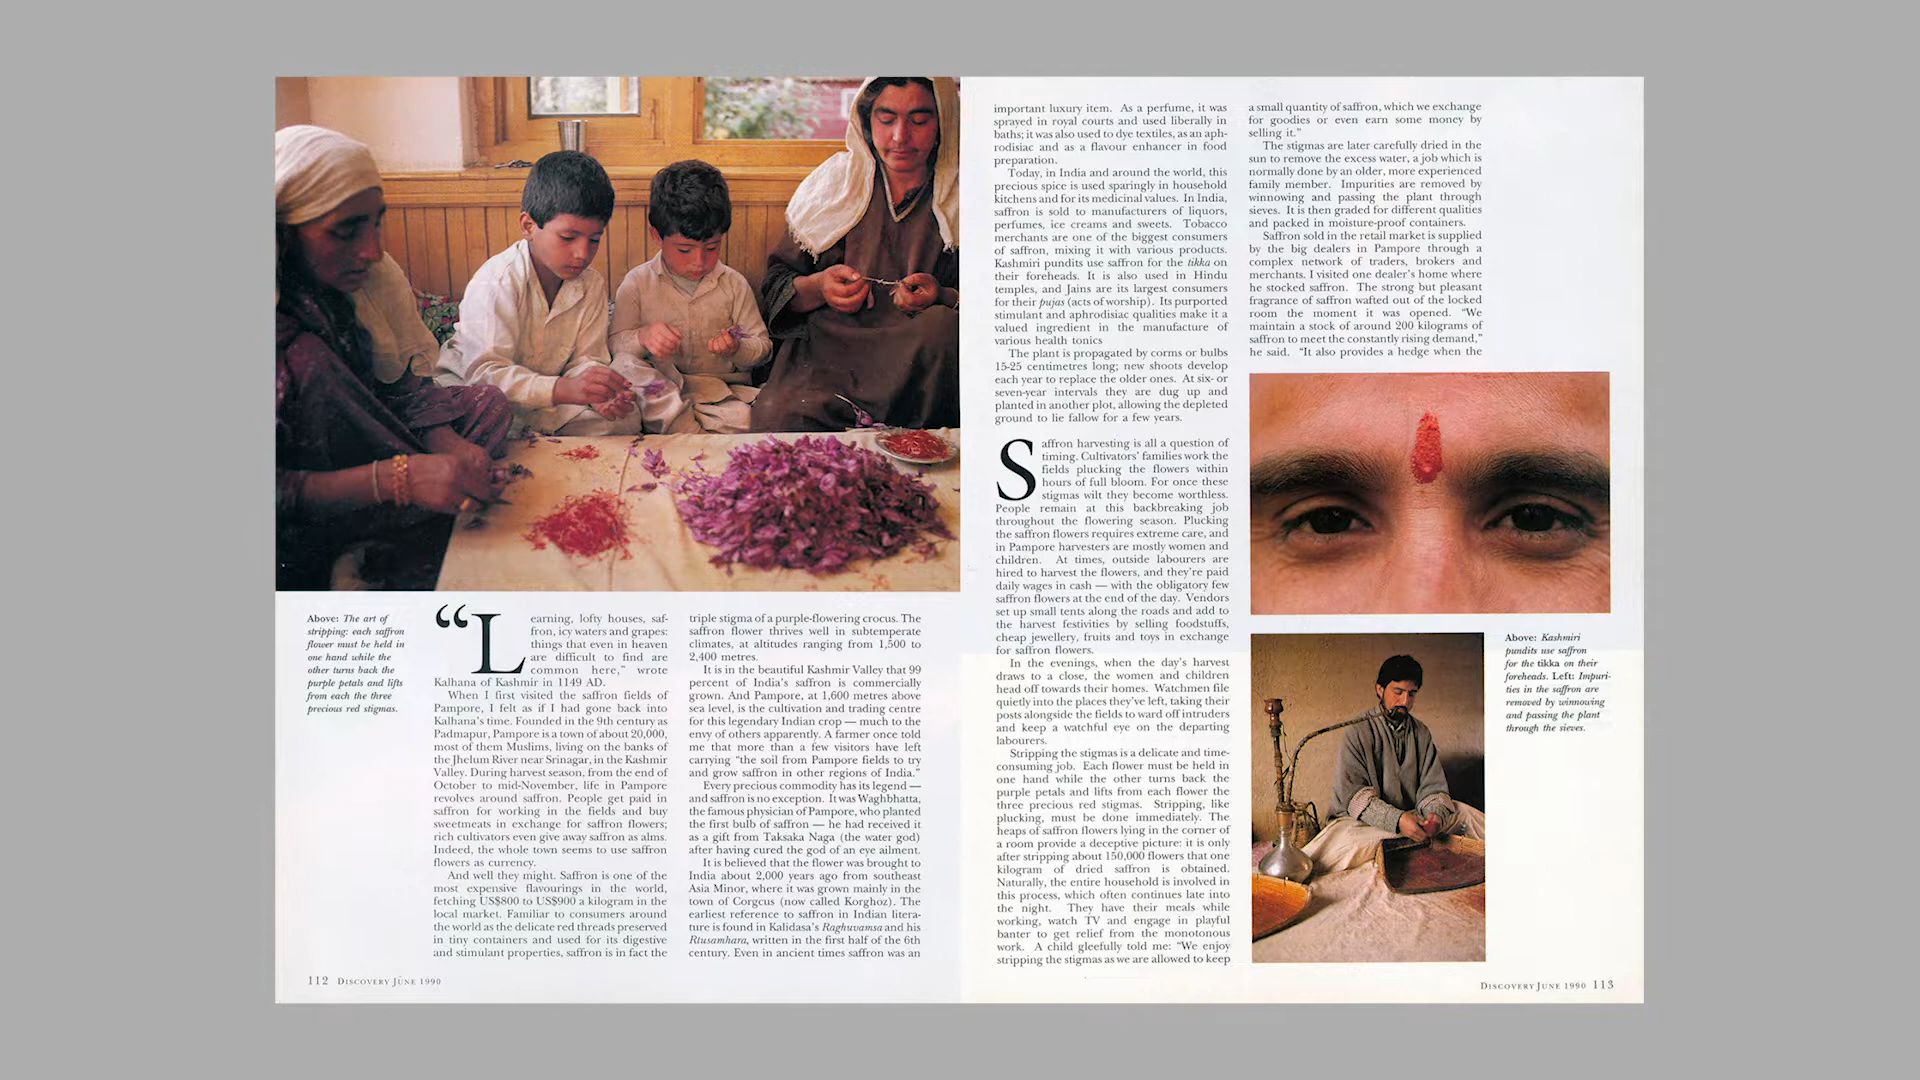 Above: The art of
stripping: each saffron
flower must be held in
one hand while the
other turns back the
purple petals and lifts
from each the three
precious red stigmas.
“Learning, lofty houses, saf-
fron, icy waters and grapes:
things that even in heaven
are difficult to find are
common here,” wrote
Kalhana of Kashmir in 1149 AD.
When I first visited the saffron fields of
Pampore, I felt as if I had gone back into
Kalhana's time. Founded in the 9th century as
Padmapur, Pampore is a town of about 20,000,
most of them Muslims, living on the banks of
the Jhelum River near Srinagar, in the Kashmir
Valley. During harvest season, from the end of
October to mid-November, life in Pampore
revolves around saffron. People get paid in
saffron for working in the fields and buy
sweetmeats in exchange for saffron flowers;
rich cultivators even give away saffron as alms.
Indeed, the whole town seems to use saffron
flowers as currency.
And well they might. Saffron is one of the
most expensive flavourings in the world,
fetching US$800 to US$900 a kilogram in the
local market. Familiar to consumers around
the world as the delicate red threads preserved
in tiny containers and used for its digestive
and stimulant properties, saffron is in fact the
triple stigma of a purple-flowering crocus. The
saffron flower thrives well in subtemperate
climates, at altitudes ranging from 1,500 to
2,400 metres.
It is in the beautiful Kashmir Valley that 99
percent of India's saffron is commercially
grown. And Pampore, at 1,600 metres above
sea level, is the cultivation and trading centre
for this legendary Indian crop — much to the
envy of others apparently. A farmer once told
me that more than a few visitors have left
carrying “the soil from Pampore fields to try
and grow saffron in other regions of India.”
Every precious commodity has its legend —
and saffron is no exception. It was Waghbhatta,
the famous physician of Pampore, who planted
the first bulb of saffron — he had received it
as a gift from Taksaka Naga (the water god)
after having cured the god of an eye ailment.
It is believed that the flower was brought to
India about 2,000 years ago from southeast
Asia Minor, where it was grown mainly in the
town of Corgcus (now called Korghoz). The
earliest reference to saffron in Indian litera-
ture is found in Kalidasa's Raghuvamsa and his
Rtusamhara, written in the first half of the 6th
century. Even in ancient times saffron was an
112 DISCOVERY JUNE 1990
important luxury item. As a perfume, it was
sprayed in royal courts and used liberally in
baths; it was also used to dye textiles, as an aph-
rodisiac and as a flavour enhancer in food
preparation.
Today, in India and around the world, this
precious spice is used sparingly in household
kitchens and for its medicinal values. In India,
saffron is sold to manufacturers of liquors,
perfumes, ice creams and sweets. Tobacco
merchants are one of the biggest consumers
of saffron, mixing it with various products.
Kashmiri pundits use saffron for the tikka on
their foreheads. It is also used in Hindu
temples, and Jains are its largest consumers
for their pujas (acts of worship). Its purported
stimulant and aphrodisiac qualities make it a
valued ingredient in the manufacture of
various health tonics
The plant is propagated by corms or bulbs
15-25 centimetres long; new shoots develop
each year to replace the older ones. At six- or
seven-year intervals they are dug up and
planted in another plot, allowing the depleted
ground to lie fallow for a few years.
Saffron harvesting is all a question of
timing. Cultivators' families work the
fields plucking the flowers within
hours of full bloom. For once these
stigmas wilt they become worthless.
People remain at this backbreaking job
throughout the flowering season. Plucking
the saffron flowers requires extreme care, and
in Pampore harvesters are mostly women and
children. At times, outside labourers are
hired to harvest the flowers, and they're paid
daily wages in cash — with the obligatory few
saffron flowers at the end of the day. Vendors
set up small tents along the roads and add to
the harvest festivities by selling foodstuffs,
cheap jewellery, fruits and toys in exchange
for saffron flowers.
In the evenings, when the day's harvest
draws to a close, the women and children
head off towards their homes. Watchmen file
quietly into the places they've left, taking their
posts alongside the fields to ward off intruders
and keep a watchful eye on the departing
labourers.
Stripping the stigmas is a delicate and time-
consuming job. Each flower must be held in
one hand while the other turns back the
purple petals and lifts from each flower the
three precious red stigmas. Stripping, like
plucking, must be done immediately. The
heaps of saffron flowers lying in the corner of
a room provide a deceptive picture: it is only
after stripping about 150,000 flowers that one
kilogram of dried saffron is obtained.
Naturally, the entire household is involved in
this process, which often continues late into
the night. They have their meals while
working, watch TV and engage in playful
banter to get relief from the monotonous
work. A child gleefully told me: “We enjoy
stripping the stigmas as we are allowed to keep
a small quantity of saffron, which we exchange
for goodies or even earn some money by
selling it.”
The stigmas are later carefully dried in the
sun to remove the excess water, a job which is
normally done by an older, more experienced
family member. Impurities are removed by
winnowing and passing the plant through
sieves. It is then graded for different qualities
and packed in moisture-proof containers.
Saffron sold in the retail market is supplied
by the big dealers in Pampore through a
complex network of traders, brokers and
merchants. I visited one dealer's home where
he stocked saffron. The strong but pleasant
fragrance of saffron wafted out of the locked
room the moment it was opened. “We
maintain a stock of around 200 kilograms of
saffron to meet the constantly rising demand,”
he said. “It also provides a hedge when the
Above: Kashmiri
pundits use saffron
for the tikka on their
foreheads. Left: Impuri-
ties in the saffron are
removed by winnowing
and passing the plant
through the sieves.
DISCOVERY JUNE 1990 113